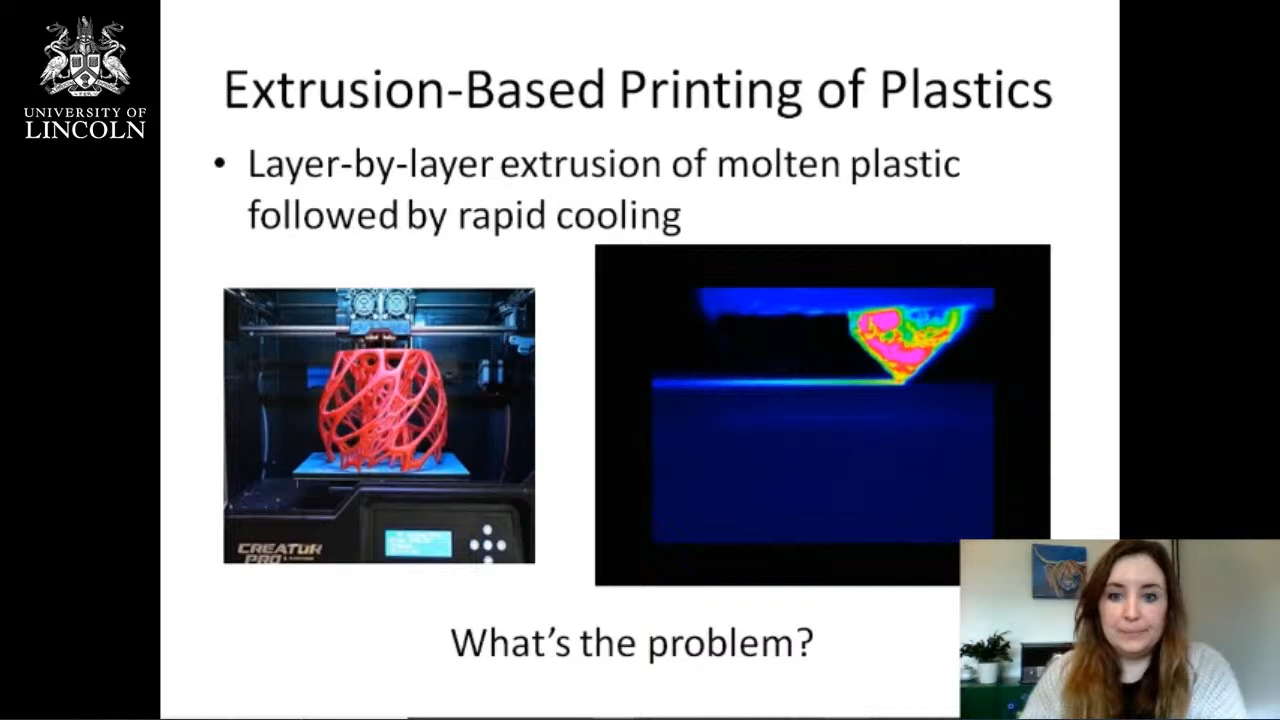 UNIVERSITY OF
LINCOLN
Extrusion-Based Printing of Plastics
• Layer-by-layer extrusion of molten plastic
followed by rapid cooling
CREATOR
PRO
What's the problem?